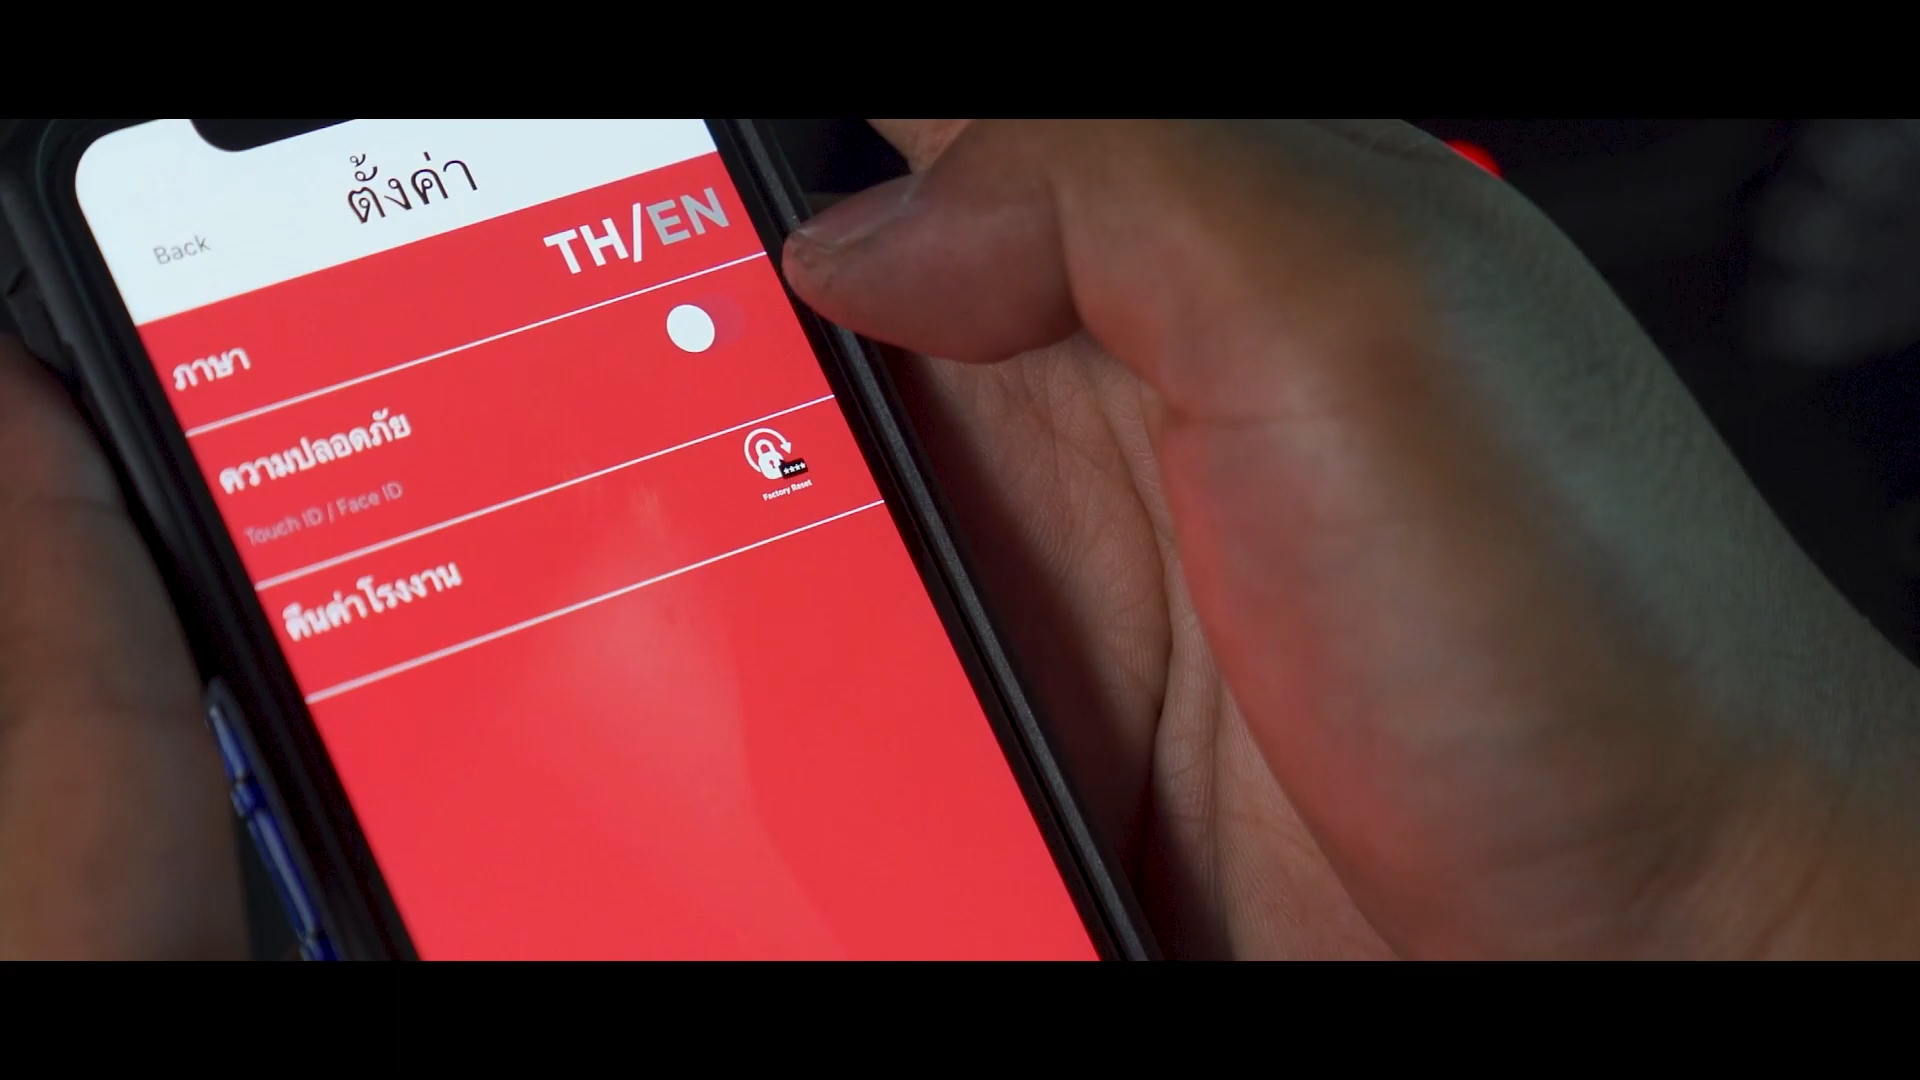 ตั้งค่า
Back
TH/EN
ภาษา
ความปลอดภัย
Touch ID / Face ID
****
Factory Reset
คืนค่าโรงงาน